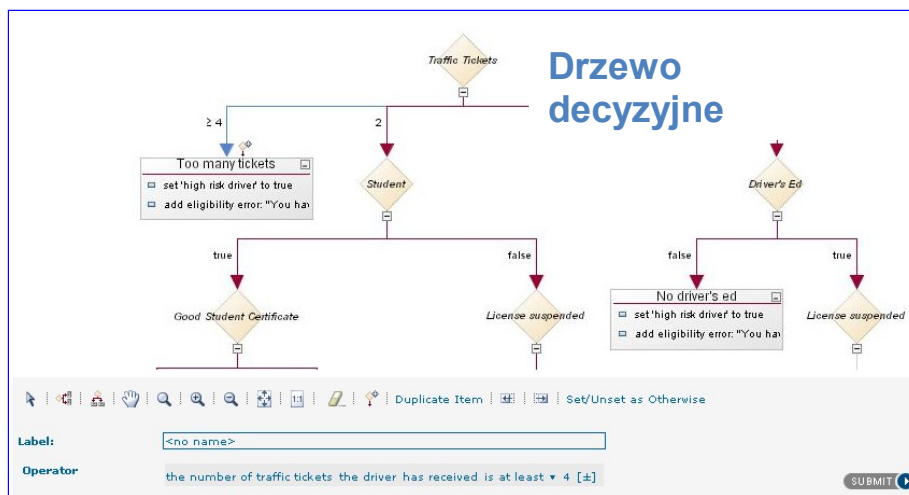 Traffic Tickets
Drzewo
decyzyjne
≥ 4
2
Too many tickets
set 'high risk driver' to true
add eligibility error: "You hav
Student
Driver's Ed
true
false
false
true
Good Student Certificate
License suspended
No driver's ed
set 'high risk driver' to true
add eligibility error: "You hav
License suspended
1:1
Duplicate Item
Set/Unset as Otherwise
Label:
<no name>
Operator
the number of traffic tickets the driver has received is at least ▾ 4 [±]
SUBMIT